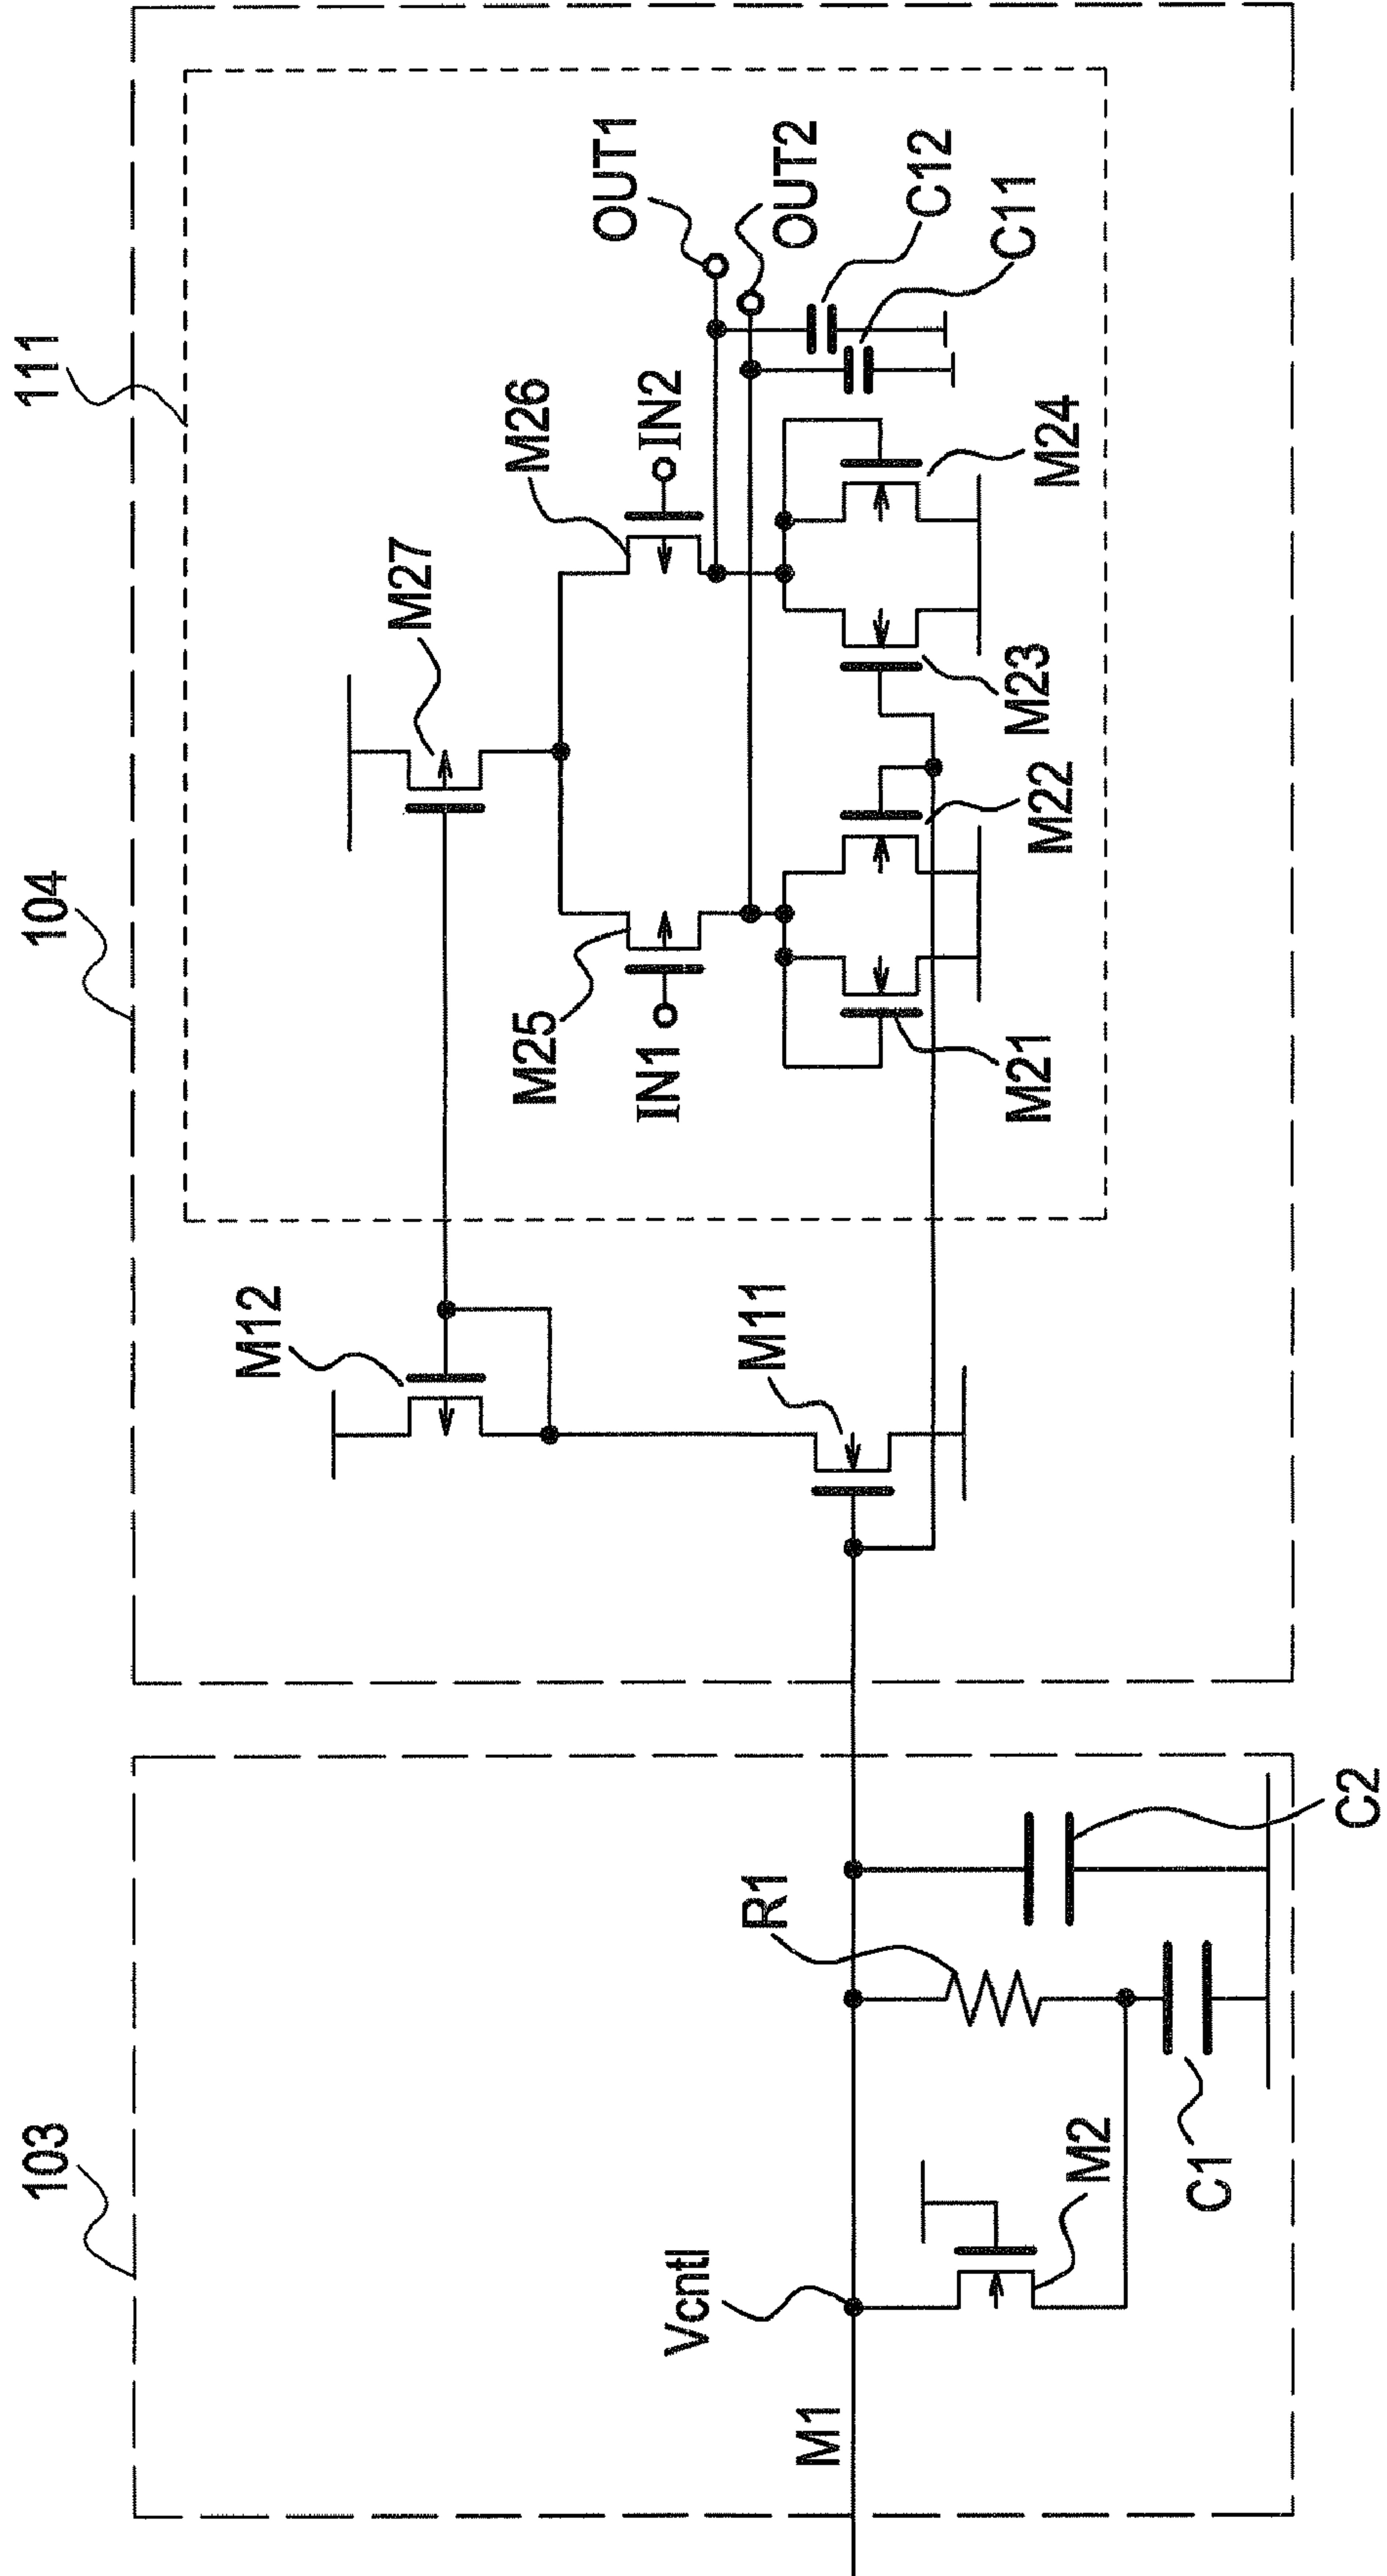 103
Vcntl
M1
M2
R1
C1
C2
104
M12
M11
111
M27
M25
IN1
M26
IN2
OUT1
OUT2
C12
C11
M21
M22
M23
M24